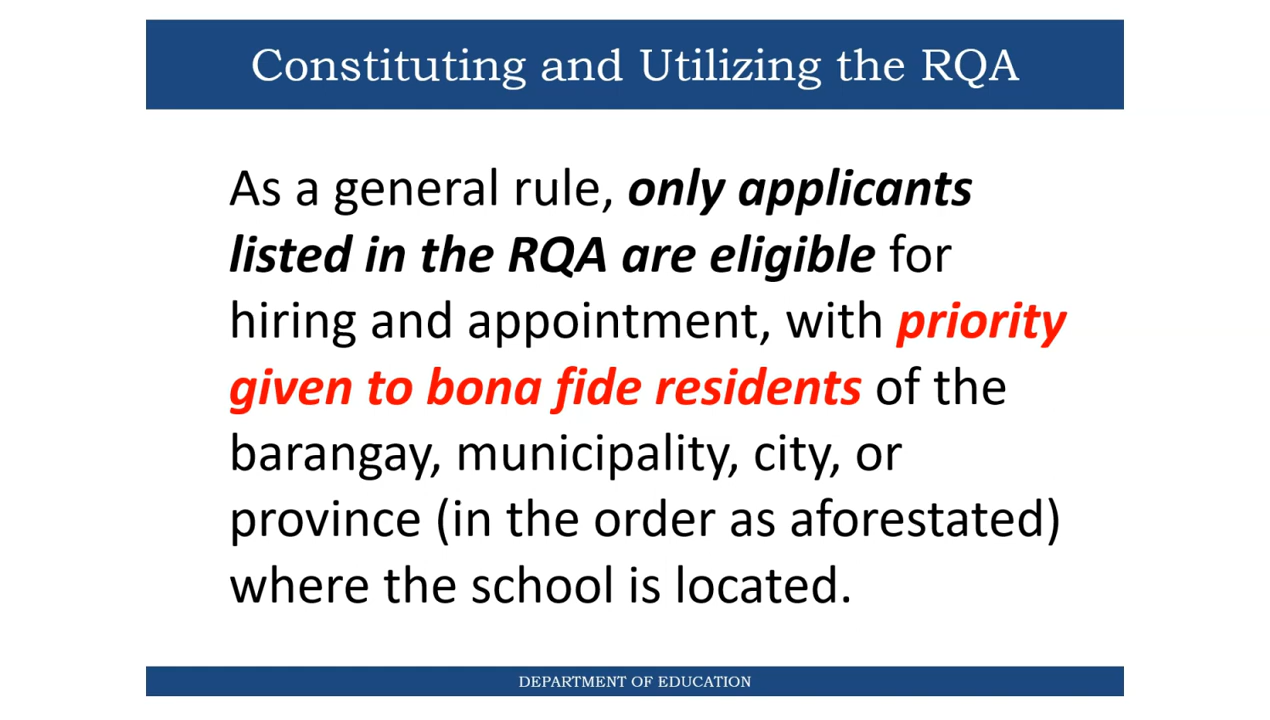 Constituting and Utilizing the RQA
As a general rule, only applicants
listed in the RQA are eligible for
hiring and appointment, with priority
given to bona fide residents of the
barangay, municipality, city, or
province (in the order as aforestated)
where the school is located.
DEPARTMENT OF EDUCATION